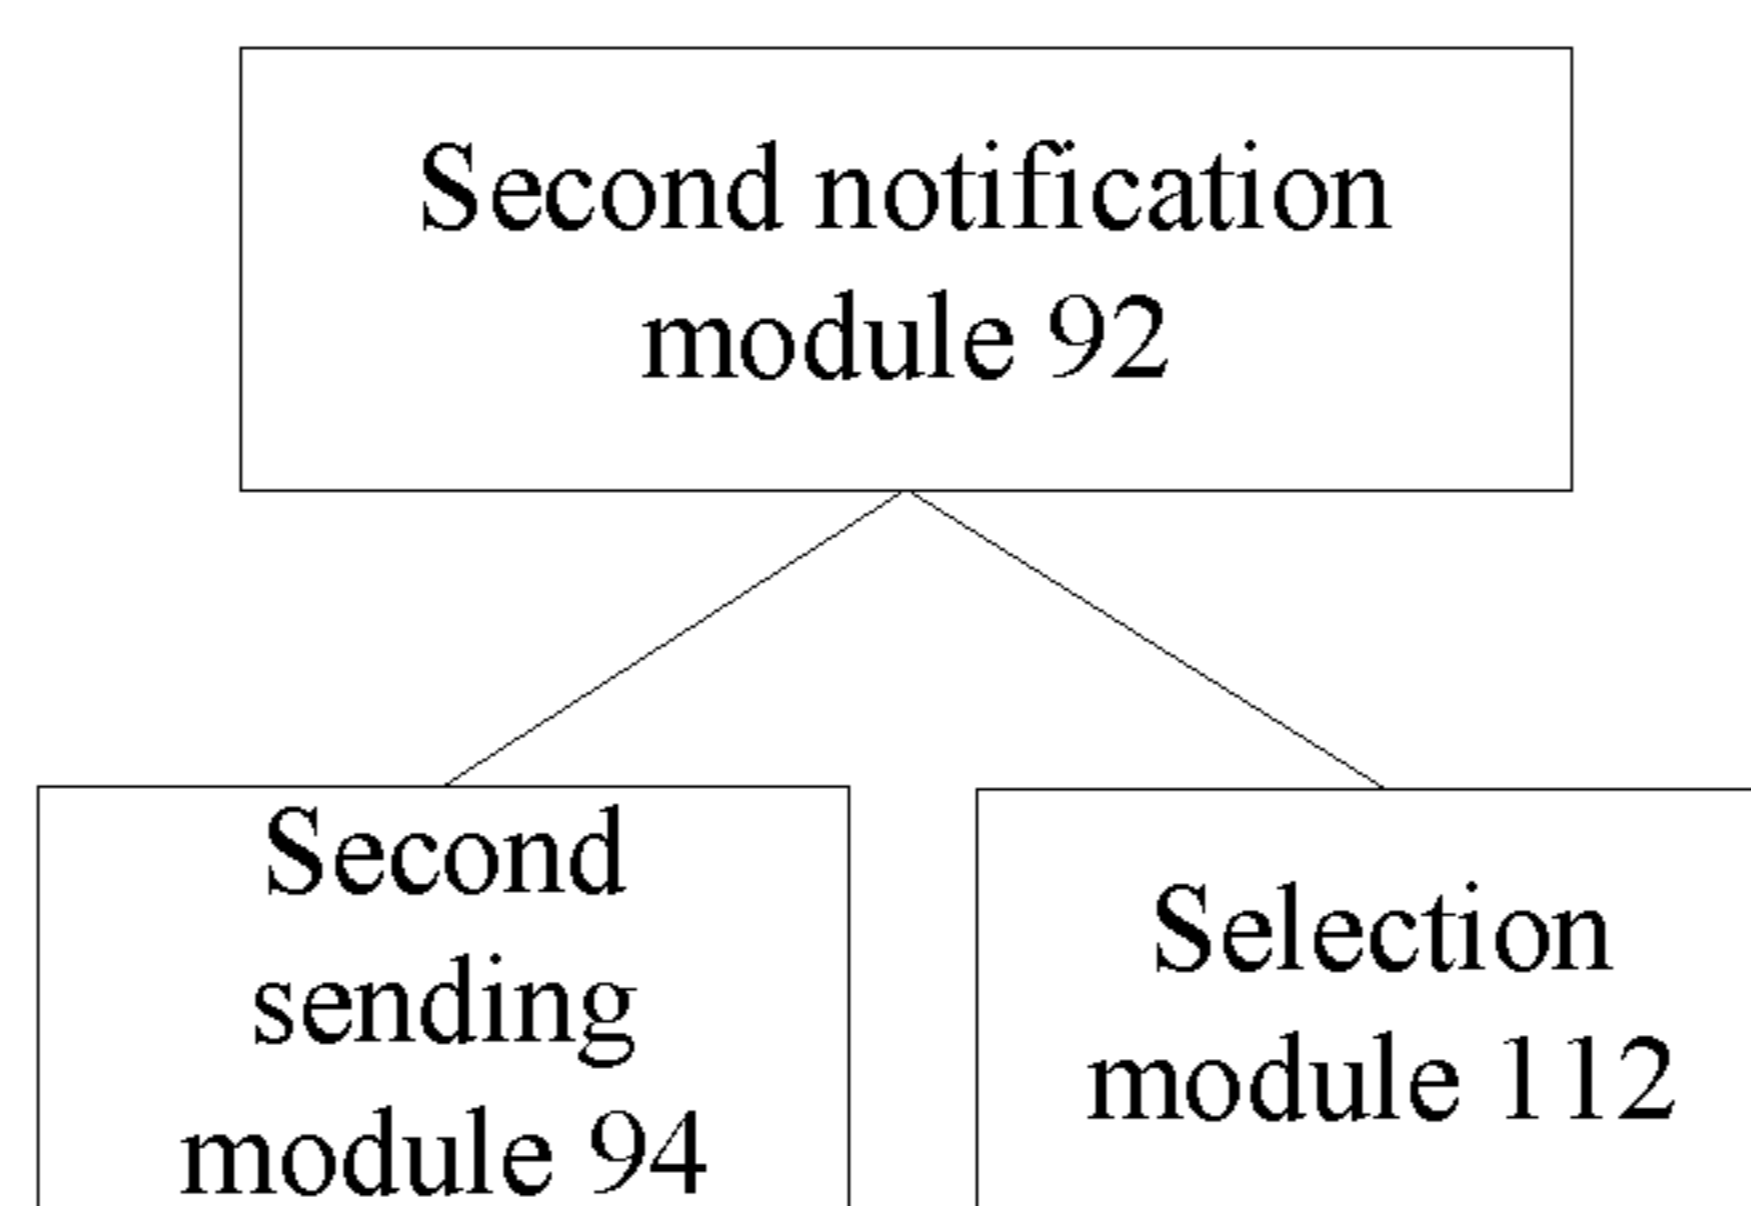 Second notification
module 92
Second
sending
module 94
Selection
module 112